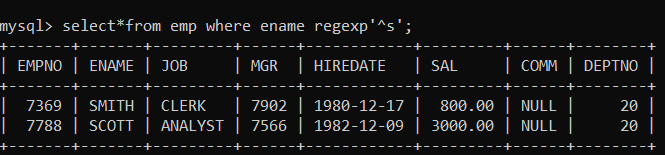 mysql> select*from emp where ename regexp'^s';
+-------+-------+---------+------+------------+---------+------+--------+
| EMPNO | ENAME | JOB     | MGR  | HIREDATE   | SAL     | COMM | DEPTNO |
+-------+-------+---------+------+------------+---------+------+--------+
|  7369 | SMITH | CLERK   | 7902 | 1980-12-17 |  800.00 | NULL |     20 |
|  7788 | SCOTT | ANALYST | 7566 | 1982-12-09 | 3000.00 | NULL |     20 |
+-------+-------+---------+------+------------+---------+------+--------+